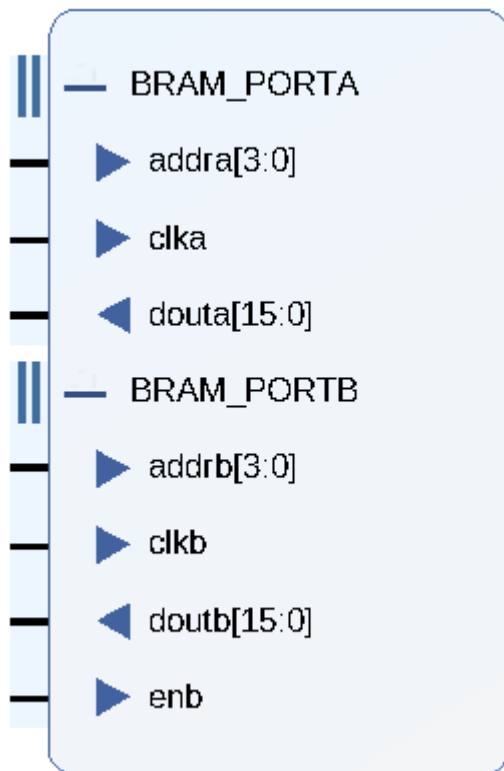 BRAM_PORTA
addra[3:0]
clka
douta[15:0]
BRAM_PORTB
addrb[3:0]
clkb
doutb[15:0]
enb